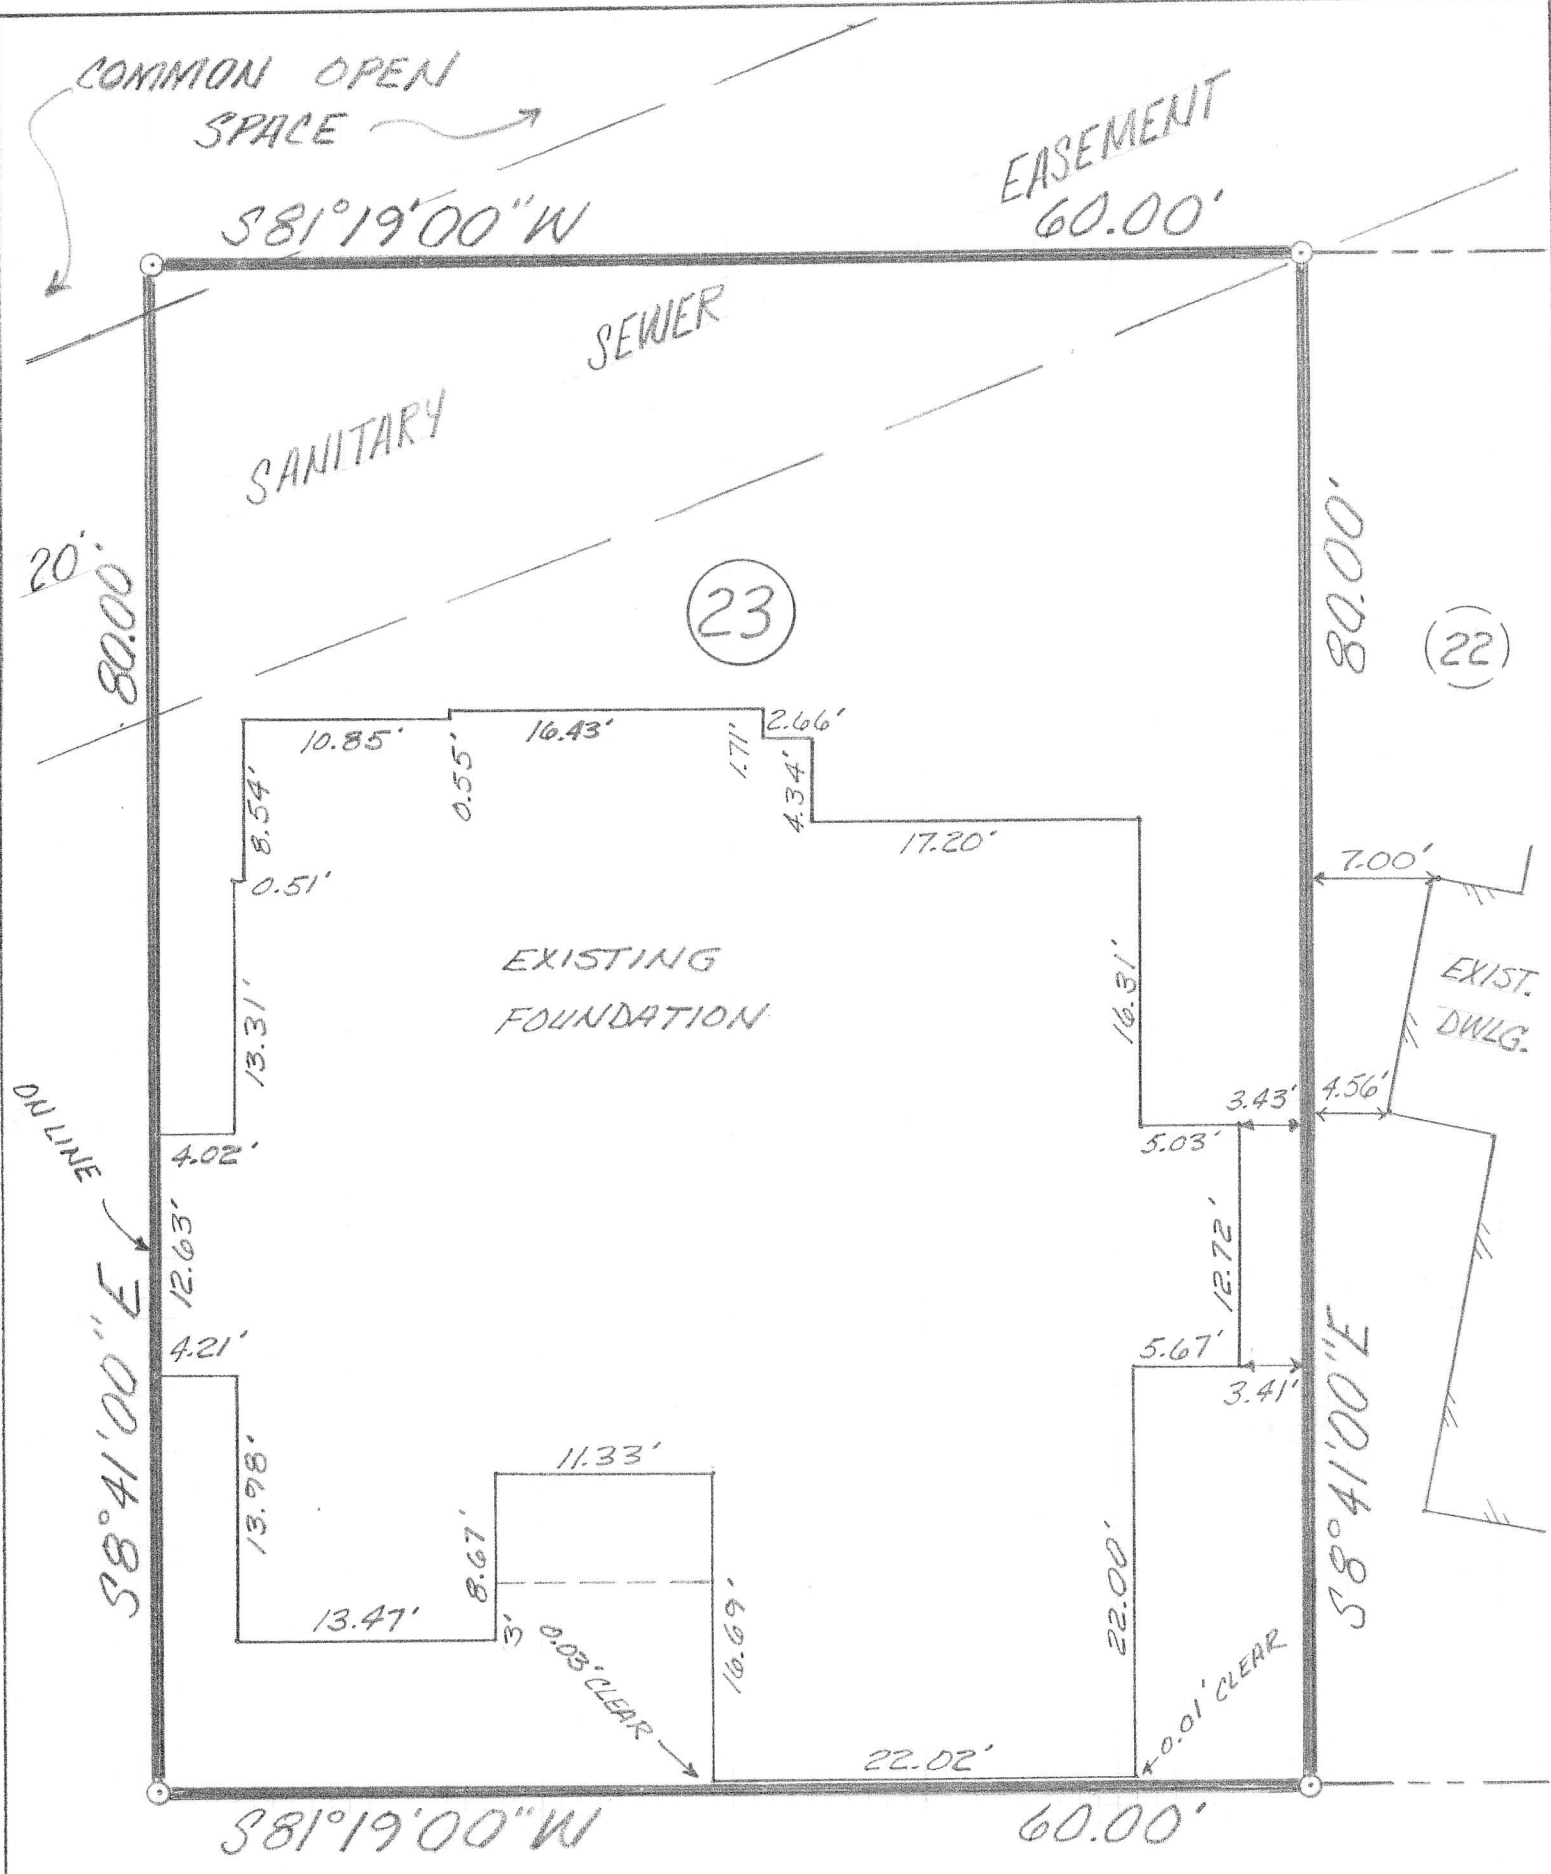 COMMON OPEN
SPACE
EASEMENT
S81°19'00"W
60.00'
SEWER
SANITARY
20'
80.00'
80.00'
23
22
10.85'
16.43'
2.66'
0.55'
1.71'
4.34'
8.54'
17.20'
7.00'
0.51'
EXISTING
FOUNDATION
EXIST.
DWLG.
13.31'
16.31'
ON LINE
3.43'
4.56'
4.02'
5.03'
12.63'
12.72'
4.21'
5.67'
3.41'
S8°41'00"E
S8°41'00"E
11.33'
13.98'
8.67'
22.00'
13.47'
3'
16.69'
0.03' CLEAR
0.01' CLEAR
22.02'
S81°19'00"W
60.00'